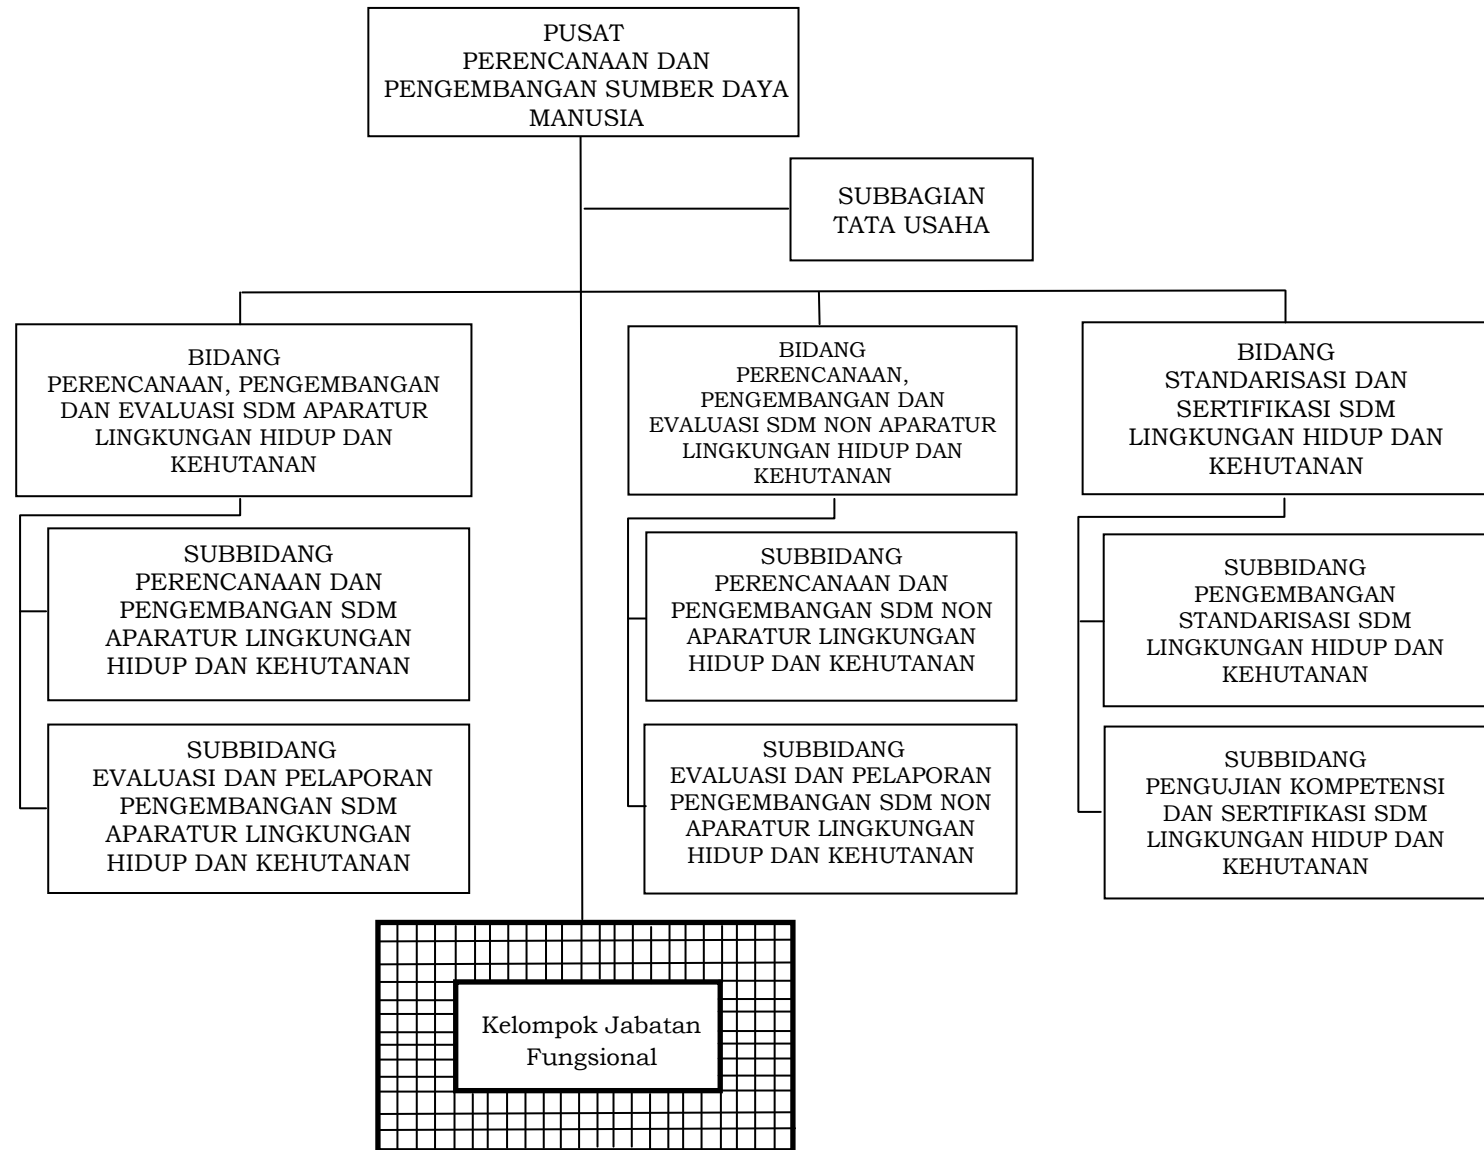 PUSAT
PERENCANAAN DAN
PENGEMBANGAN SUMBER DAYA
MANUSIA
SUBBAGIAN
TATA USAHA
BIDANG
PERENCANAAN, PENGEMBANGAN
DAN EVALUASI SDM APARATUR
LINGKUNGAN HIDUP DAN
KEHUTANAN
BIDANG
PERENCANAAN,
PENGEMBANGAN DAN
EVALUASI SDM NON APARATUR
LINGKUNGAN HIDUP DAN
KEHUTANAN
BIDANG
STANDARISASI DAN
SERTIFIKASI SDM
LINGKUNGAN HIDUP DAN
KEHUTANAN
SUBBIDANG
PERENCANAAN DAN
PENGEMBANGAN SDM
APARATUR LINGKUNGAN
HIDUP DAN KEHUTANAN
SUBBIDANG
PERENCANAAN DAN
PENGEMBANGAN SDM NON
APARATUR LINGKUNGAN
HIDUP DAN KEHUTANAN
SUBBIDANG
PENGEMBANGAN
STANDARISASI SDM
LINGKUNGAN HIDUP DAN
KEHUTANAN
SUBBIDANG
EVALUASI DAN PELAPORAN
PENGEMBANGAN SDM
APARATUR LINGKUNGAN
HIDUP DAN KEHUTANAN
SUBBIDANG
EVALUASI DAN PELAPORAN
PENGEMBANGAN SDM NON
APARATUR LINGKUNGAN
HIDUP DAN KEHUTANAN
SUBBIDANG
PENGUJIAN KOMPETENSI
DAN SERTIFIKASI SDM
LINGKUNGAN HIDUP DAN
KEHUTANAN
Kelompok Jabatan
Fungsional